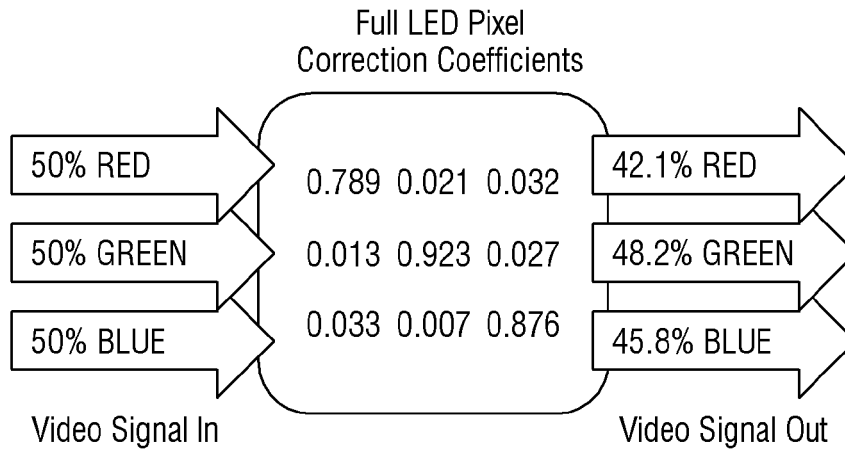 Full LED Pixel
Correction Coefficients
50% RED
50% GREEN
50% BLUE
0.789 0.021 0.032
0.013 0.923 0.027
0.033 0.007 0.876
42.1% RED
48.2% GREEN
45.8% BLUE
Video Signal In
Video Signal Out